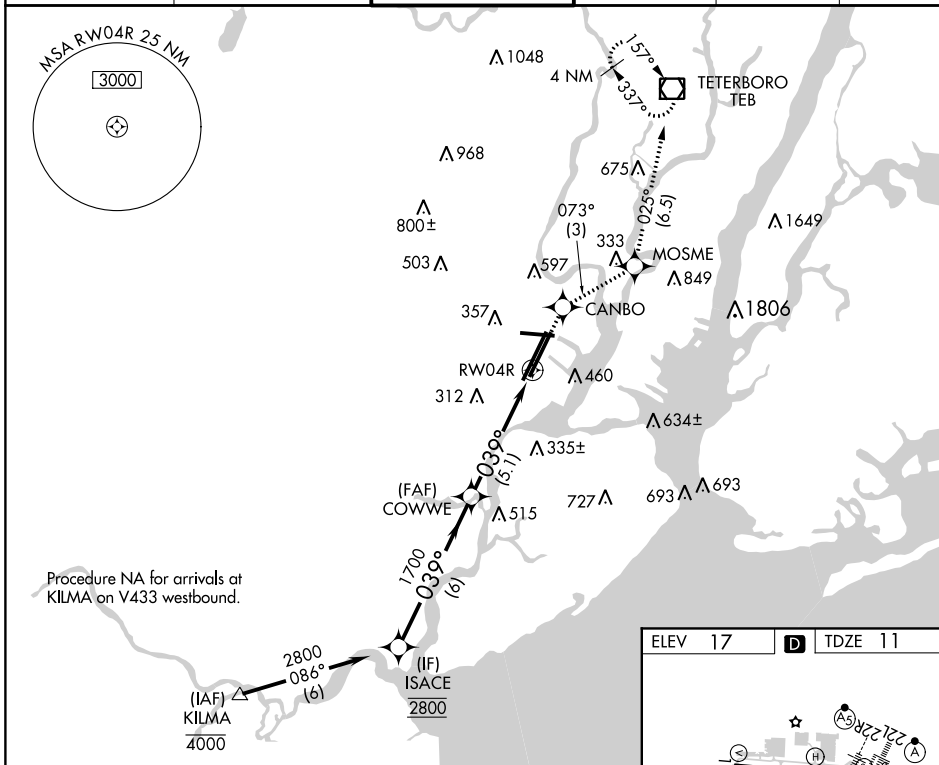 MSA RW04R 25 NM
3000
1048
4 NM
157°
337°
TETERBORO
TEB
968
675
025°
(6.5)
800±
073°
(3)
1649
503
597
333
MOSME
849
357
CANBO
1806
RW04R
460
312
634±
039°
(5.1)
335±
(FAF)
COWWE
515
727
693
693
1700
039°
(6)
Procedure NA for arrivals at
KILMA on V433 westbound.
2800
086°
(6)
(IF)
ISACE
2800
(IAF)
KILMA
4000
ELEV 17
D
TDZE 11
A5
22R
22L
A
V
H